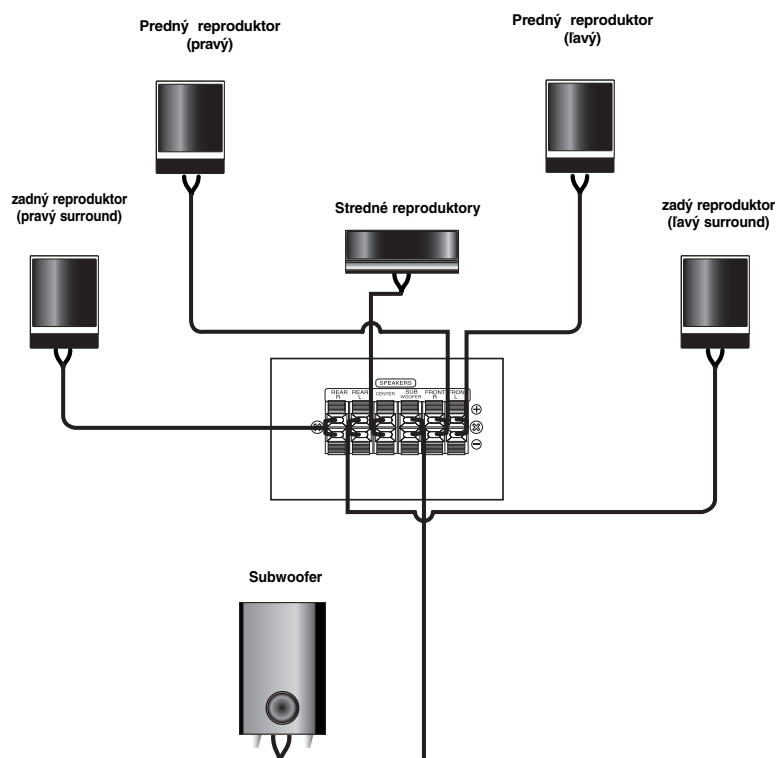 Predný reproduktor
(pravý)
Predný reproduktor
(ľavý)
zadný reproduktor
(pravý surround)
Stredné reproduktory
zadý reproduktor
(ľavý surround)
SPEAKERS
REAR
R
REAR
L
CENTER
SUB
WOOFER
FRONT
R
FRONT
L
Subwoofer